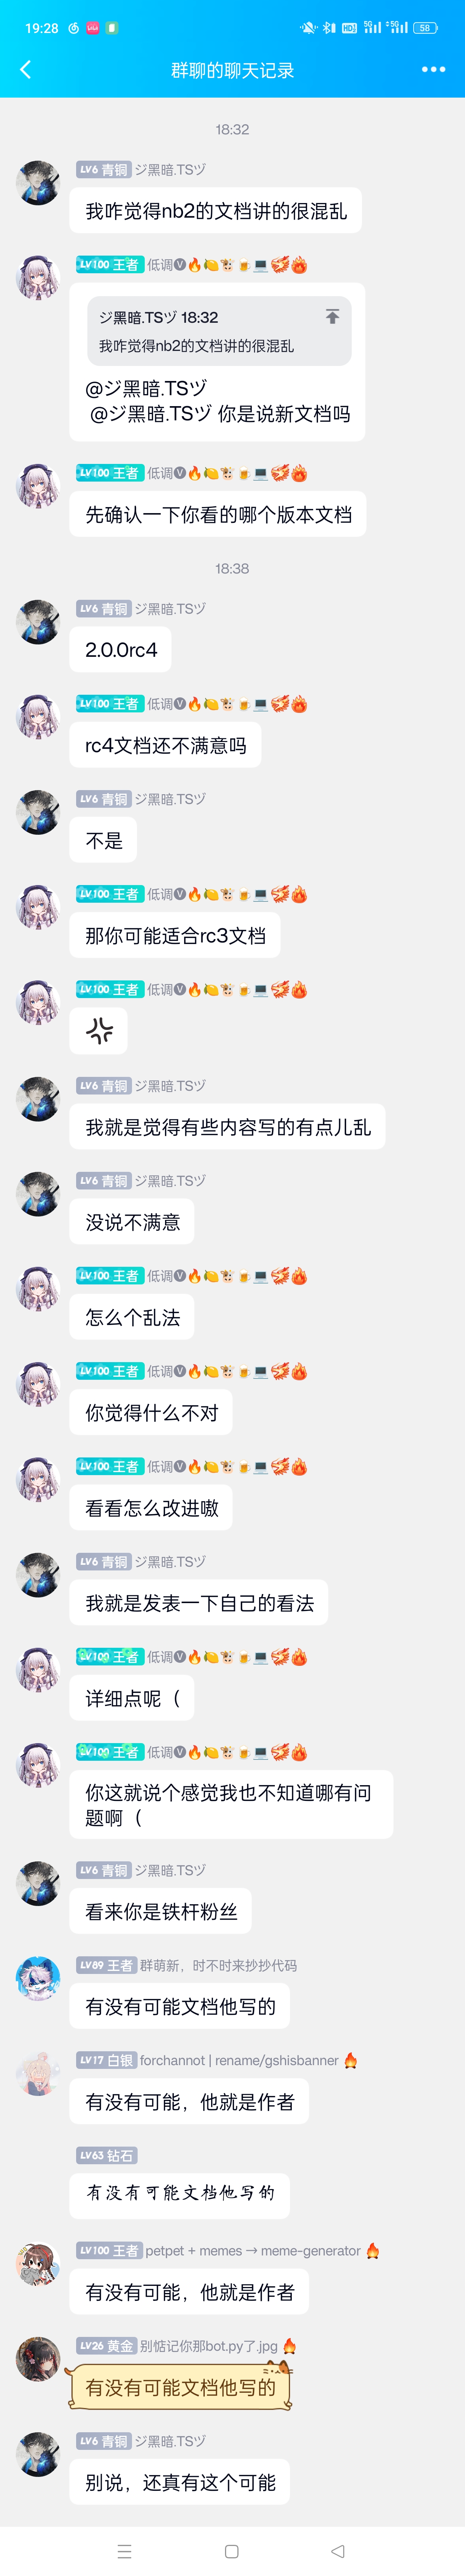 19:28
58
群聊的聊天记录
18:32
LV6 青铜 ジ黑暗.TSヅ
我咋觉得nb2的文档讲的很混乱
LV100 王者 低调Ⓥ🔥🍋🐮🍺💻🐉🔥
ジ黑暗.TSヅ 18:32
我咋觉得nb2的文档讲的很混乱
@ジ黑暗.TSヅ
@ジ黑暗.TSヅ 你是说新文档吗
LV100 王者 低调Ⓥ🔥🍋🐮🍺💻🐉🔥
先确认一下你看的哪个版本文档
18:38
LV6 青铜 ジ黑暗.TSヅ
2.0.0rc4
LV100 王者 低调Ⓥ🔥🍋🐮🍺💻🐉🔥
rc4文档还不满意吗
LV6 青铜 ジ黑暗.TSヅ
不是
LV100 王者 低调Ⓥ🔥🍋🐮🍺💻🐉🔥
那你可能适合rc3文档
LV100 王者 低调Ⓥ🔥🍋🐮🍺💻🐉🔥
💢
LV6 青铜 ジ黑暗.TSヅ
我就是觉得有些内容写的有点儿乱
LV6 青铜 ジ黑暗.TSヅ
没说不满意
LV100 王者 低调Ⓥ🔥🍋🐮🍺💻🐉🔥
怎么个乱法
LV100 王者 低调Ⓥ🔥🍋🐮🍺💻🐉🔥
你觉得什么不对
LV100 王者 低调Ⓥ🔥🍋🐮🍺💻🐉🔥
看看怎么改进嗷
LV6 青铜 ジ黑暗.TSヅ
我就是发表一下自己的看法
LV100 王者 低调Ⓥ🔥🍋🐮🍺💻🐉🔥
详细点呢（
LV100 王者 低调Ⓥ🔥🍋🐮🍺💻🐉🔥
你这就说个感觉我也不知道哪有问
题啊（
LV6 青铜 ジ黑暗.TSヅ
看来你是铁杆粉丝
LV89 王者 群萌新，时不时来抄抄代码
有没有可能文档他写的
LV17 白银 forchannot | rename/gshisbanner 🔥
有没有可能，他就是作者
LV63 钻石
有没有可能文档他写的
LV100 王者 petpet + memes → meme-generator 🔥
有没有可能，他就是作者
LV26 黄金 别惦记你那bot.py了.jpg 🔥
有没有可能文档他写的
LV6 青铜 ジ黑暗.TSヅ
别说，还真有这个可能